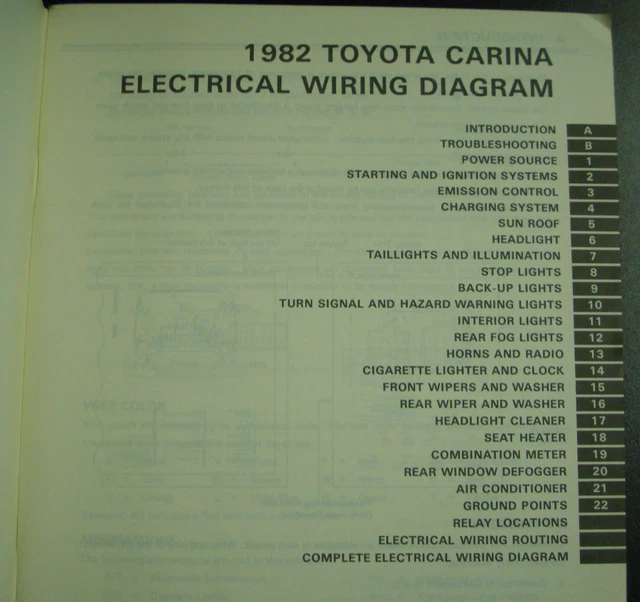 1982 TOYOTA CARINA
ELECTRICAL WIRING DIAGRAM
INTRODUCTION A
TROUBLESHOOTING B
POWER SOURCE 1
STARTING AND IGNITION SYSTEMS 2
EMISSION CONTROL 3
CHARGING SYSTEM 4
SUN ROOF 5
HEADLIGHT 6
TAILLIGHTS AND ILLUMINATION 7
STOP LIGHTS 8
BACK-UP LIGHTS 9
TURN SIGNAL AND HAZARD WARNING LIGHTS 10
INTERIOR LIGHTS 11
REAR FOG LIGHTS 12
HORNS AND RADIO 13
CIGARETTE LIGHTER AND CLOCK 14
FRONT WIPERS AND WASHER 15
REAR WIPER AND WASHER 16
HEADLIGHT CLEANER 17
SEAT HEATER 18
COMBINATION METER 19
REAR WINDOW DEFOGGER 20
AIR CONDITIONER 21
GROUND POINTS 22
RELAY LOCATIONS
ELECTRICAL WIRING ROUTING
COMPLETE ELECTRICAL WIRING DIAGRAM